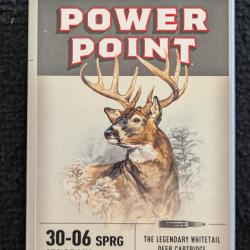 POWER
POINT
30-06 SPRG
THE LEGENDARY WHITETAIL
DEER CARTRIDGE